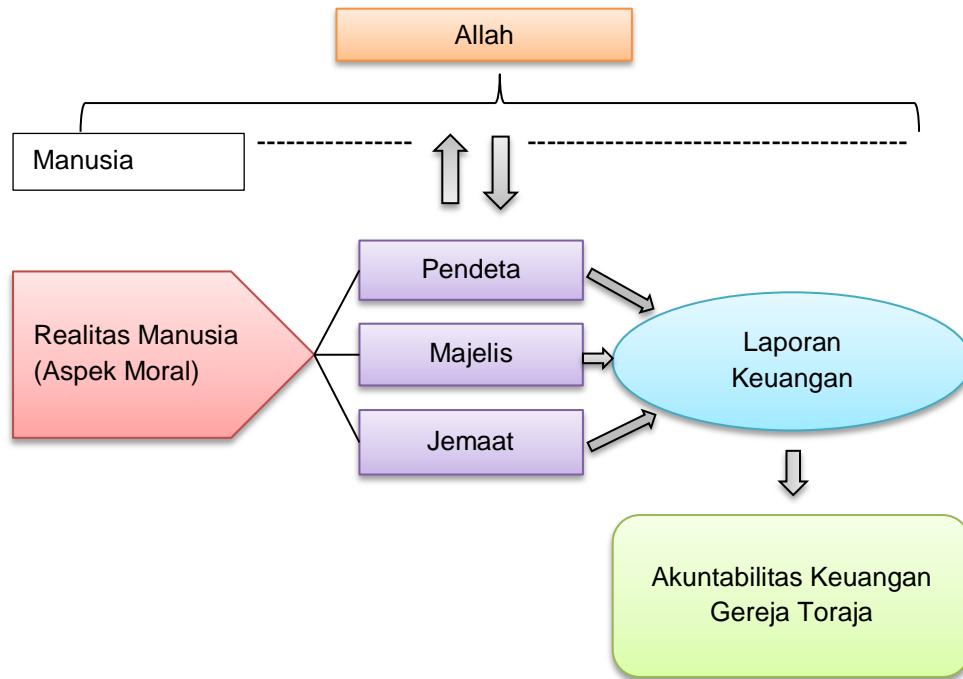 Allah
Manusia
Pendeta
Realitas Manusia
(Aspek Moral)
Majelis
Jemaat
Laporan
Keuangan
Akuntabilitas Keuangan
Gereja Toraja